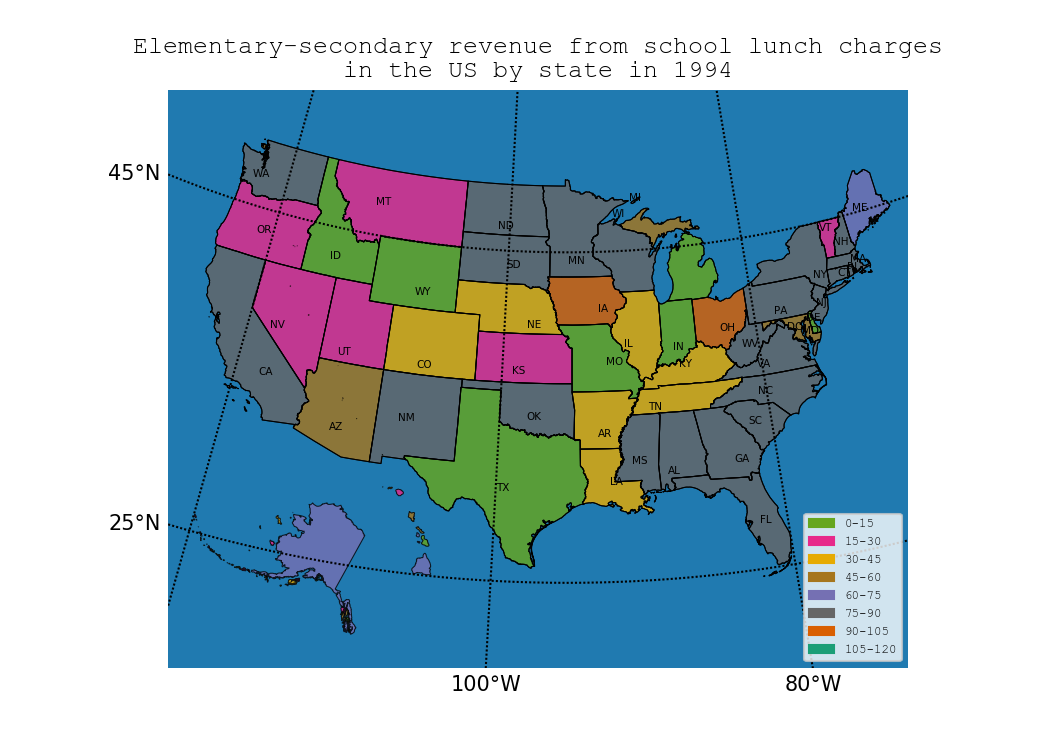 Elementary-secondary revenue from school lunch charges
in the US by state in 1994
45°N
25°N
100°W
80°W
WA
MT
ND
MN
WI
MI
ME
VT
NH
MA
OR
ID
SD
WY
NY
CT
IA
PA
NJ
NV
UT
NE
IL
IN
OH
DE
DC
MD
CO
KS
MO
KY
WV
VA
CA
AZ
NM
OK
AR
TN
NC
SC
MS
AL
GA
TX
LA
FL
0-15
15-30
30-45
45-60
60-75
75-90
90-105
105-120